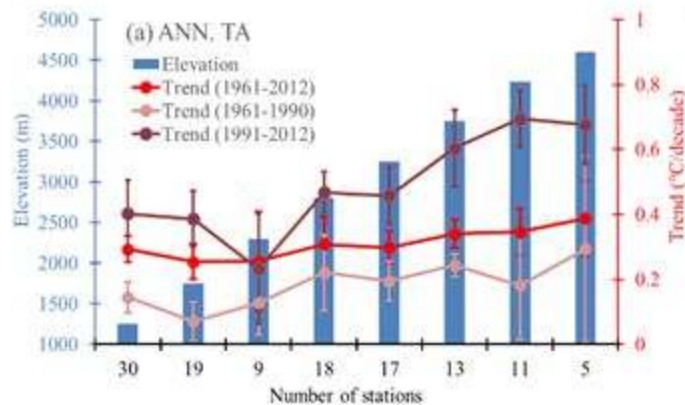 (a) ANN. TA
Elevation
Trend (1961-2012)
Trend (1961-1990)
Trend (1991-2012)
5000
4500
4000
3500
3000
2500
2000
1500
1000
Elevation (m)
1
0.8
0.6
0.4
0.2
0
Trend (°C/decade)
30 19 9 18 17 13 11 5
Number of stations